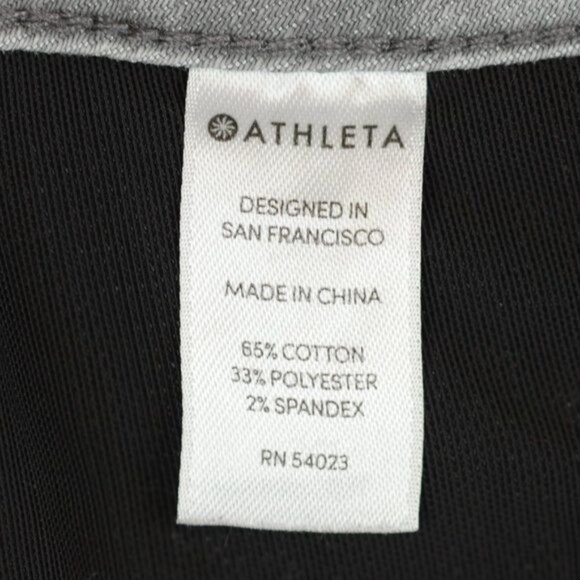 ATHLETA
DESIGNED IN
SAN FRANCISCO
MADE IN CHINA
65% COTTON
33% POLYESTER
2% SPANDEX
RN 54023